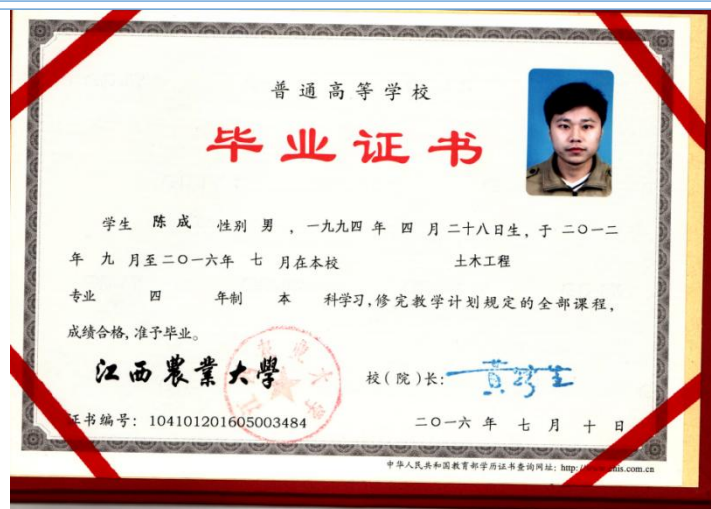 普通高等学校
毕业证书
学生 陈成 性别 男 ，一九九四 年 四 月 二十八日生，于 二○一二
年 九 月至二○一六年 七 月在本校 土木工程
专业 四 年制 本 科学习，修完教学计划规定的全部课程，
成绩合格，准予毕业。
江西農業大學 校（院）长：
证书编号：104101201605003484 二○一六 年 七 月 十 日
中华人民共和国教育部学历证书查询网址：http: